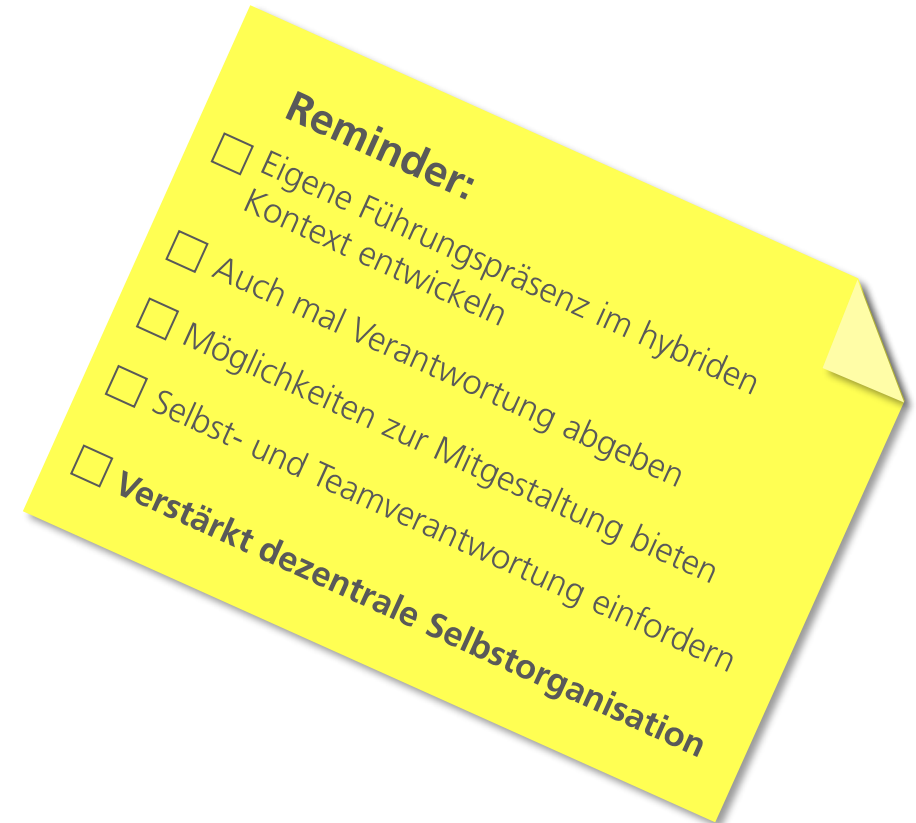 Reminder:
Eigene Führungspräsenz im hybriden
Kontext entwickeln
Auch mal Verantwortung abgeben
Möglichkeiten zur Mitgestaltung bieten
Selbst- und Teamverantwortung einfordern
Verstärkt dezentrale Selbstorganisation